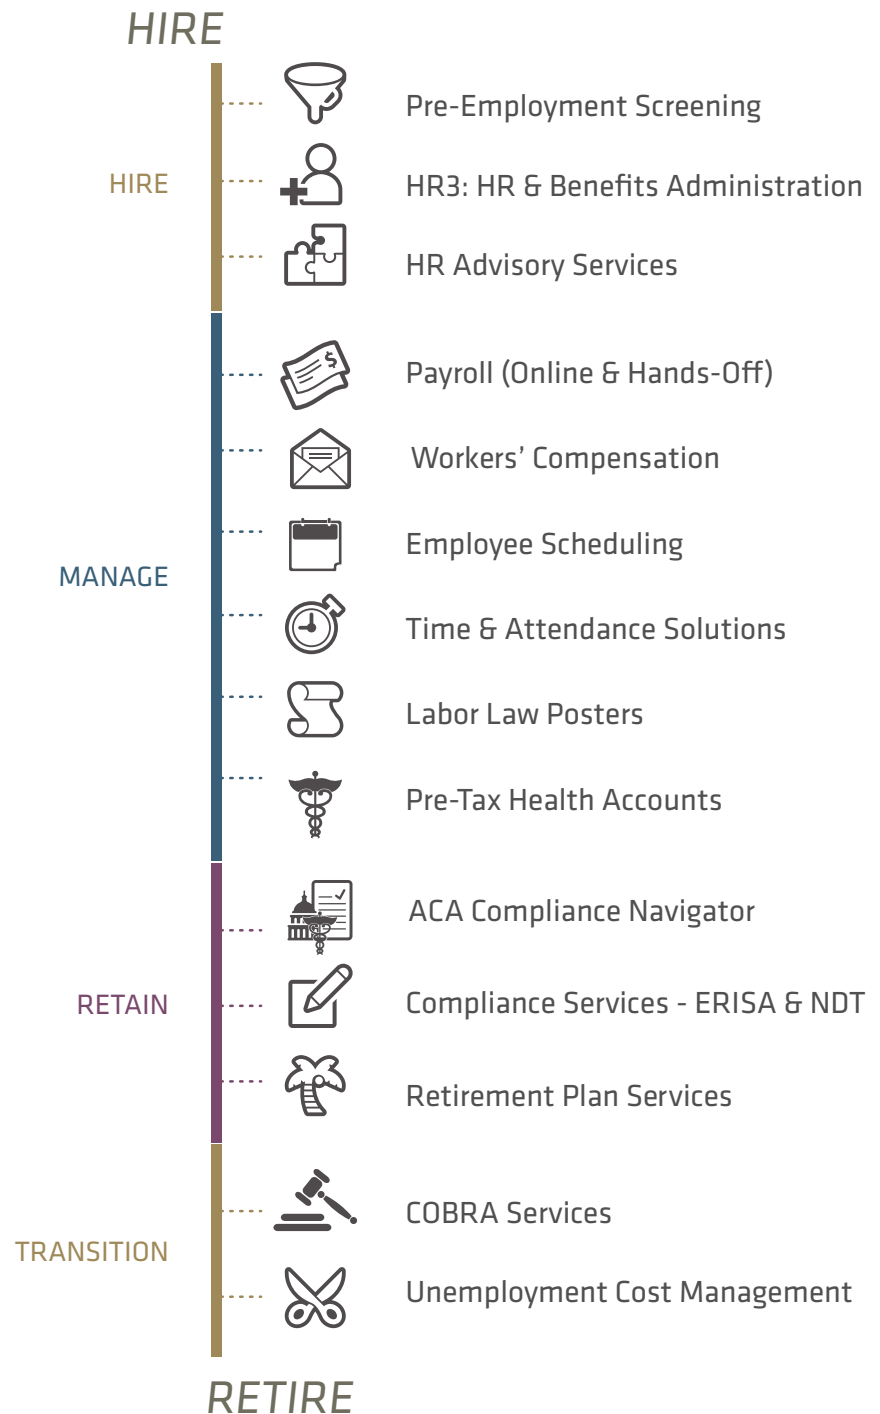 HIRE
Pre-Employment Screening
HIRE
HR3: HR & Benefits Administration
HR Advisory Services
$
Payroll (Online & Hands-Off)
Workers’ Compensation
Employee Scheduling
MANAGE
Time & Attendance Solutions
Labor Law Posters
Pre-Tax Health Accounts
ACA Compliance Navigator
RETAIN
Compliance Services - ERISA & NDT
Retirement Plan Services
COBRA Services
TRANSITION
Unemployment Cost Management
RETIRE